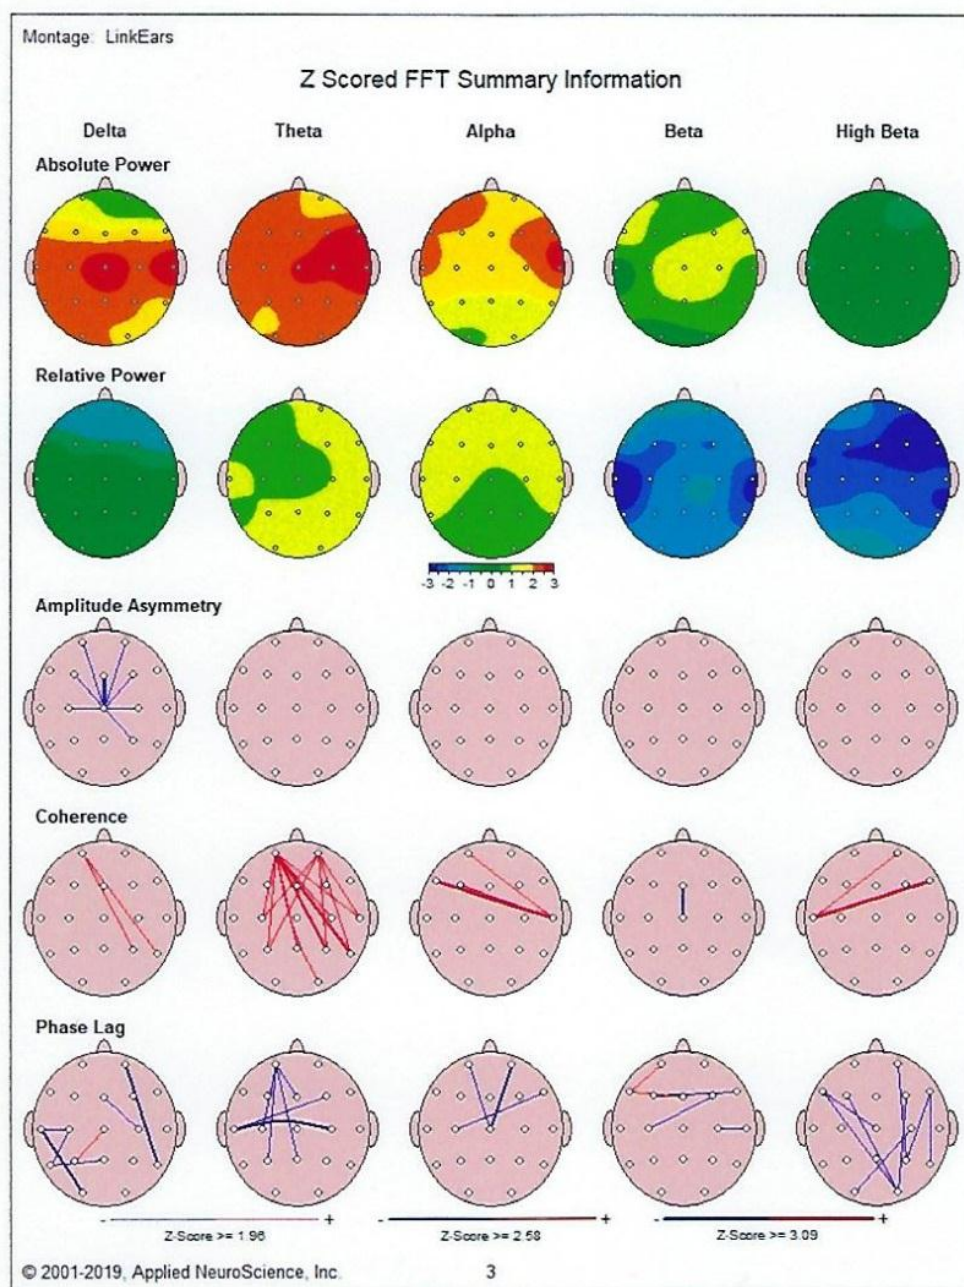 Montage: LinkEars
Z Scored FFT Summary Information
Delta Theta Alpha Beta High Beta
Absolute Power
Relative Power
-3 -2 -1 0 1 2 3
Amplitude Asymmetry
Coherence
Phase Lag
- + - + - +
Z-Score >= 1.96 Z-Score >= 2.58 Z-Score >= 3.09
© 2001-2019, Applied NeuroScience, Inc. 3